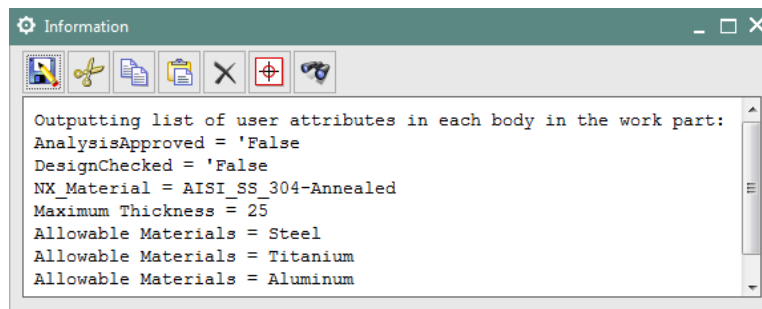 Information
Outputting list of user attributes in each body in the work part:
AnalysisApproved = 'False
DesignChecked = 'False
NX_Material = AISI_SS_304-Annealed
Maximum Thickness = 25
Allowable Materials = Steel
Allowable Materials = Titanium
Allowable Materials = Aluminum